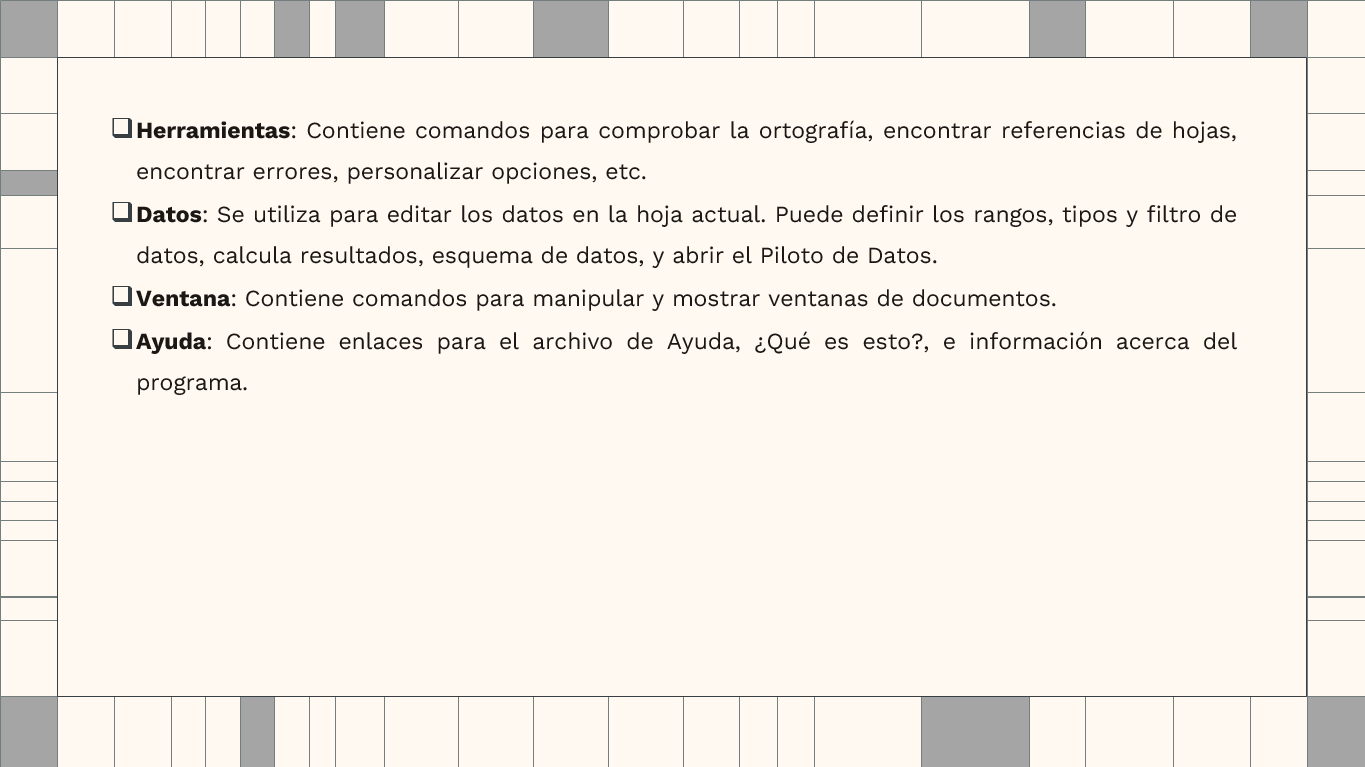 ❑Herramientas: Contiene comandos para comprobar la ortografía, encontrar referencias de hojas,
encontrar errores, personalizar opciones, etc.
❑Datos: Se utiliza para editar los datos en la hoja actual. Puede definir los rangos, tipos y filtro de
datos, calcula resultados, esquema de datos, y abrir el Piloto de Datos.
❑Ventana: Contiene comandos para manipular y mostrar ventanas de documentos.
❑Ayuda: Contiene enlaces para el archivo de Ayuda, ¿Qué es esto?, e información acerca del
programa.